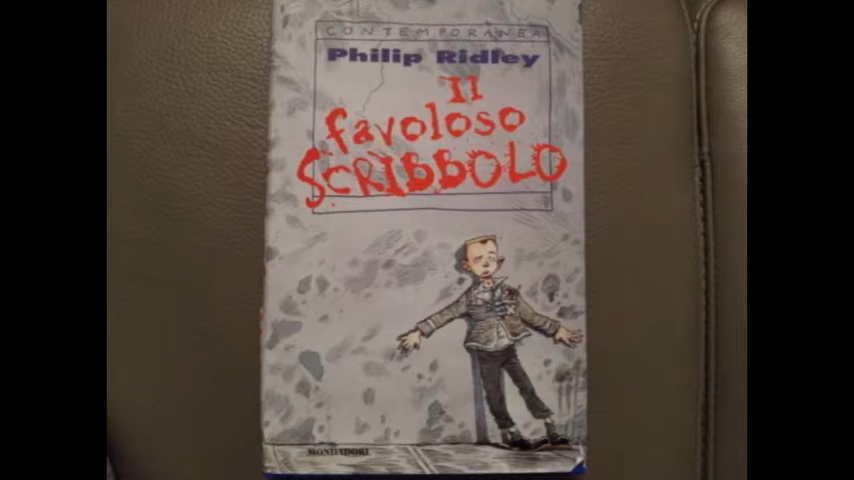 CONTEMPORANEA
Philip Ridley
Il
favoloso
SCRIBBOLO
MONDADORI